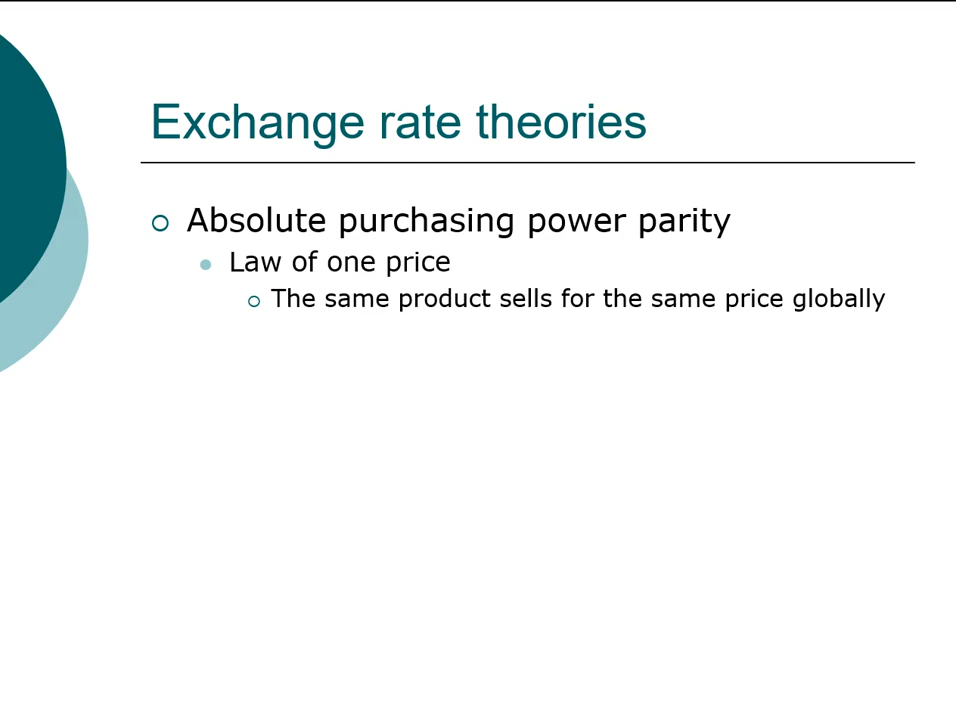 Exchange rate theories
Absolute purchasing power parity
Law of one price
The same product sells for the same price globally